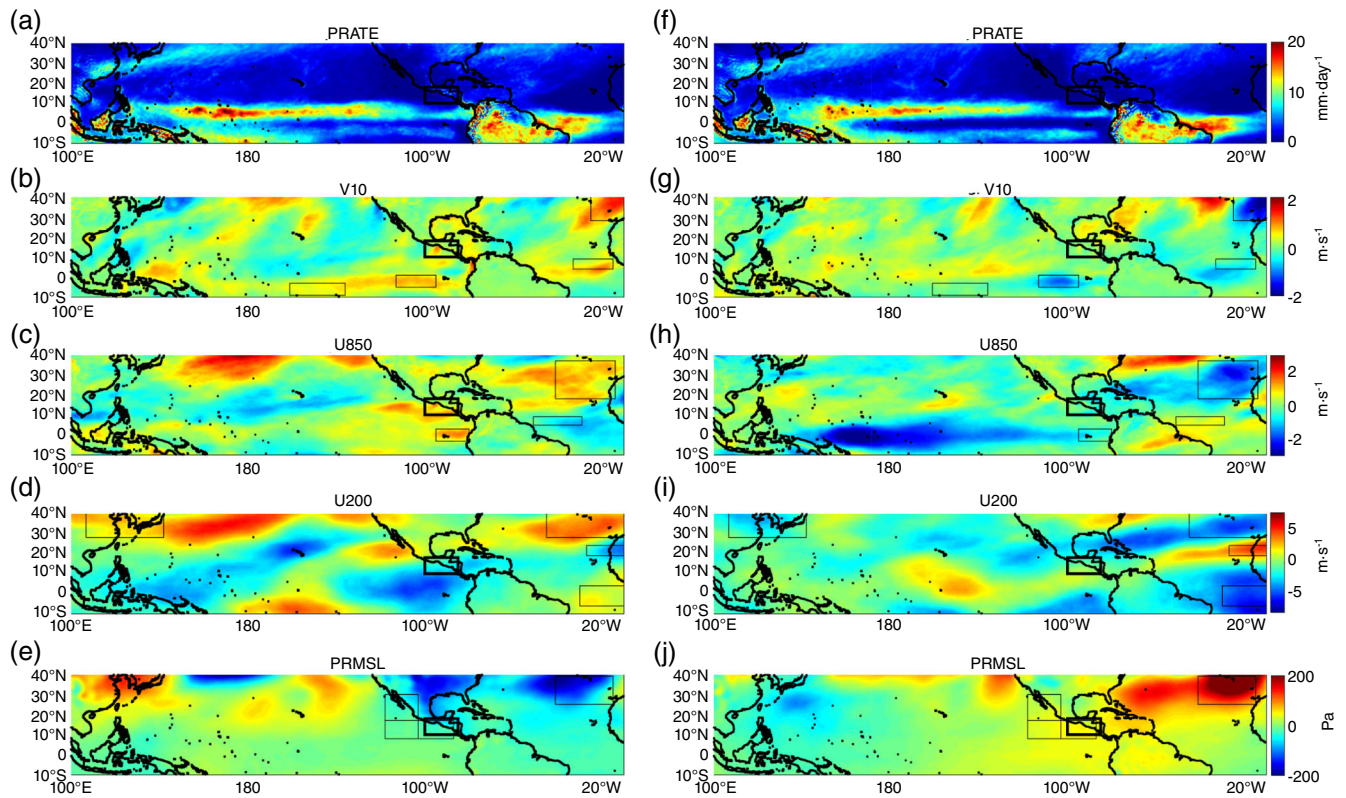 (a)
PRATE
40°N
30°N
20°N
10°N
0
10°S
100°E
180
100°W
20°W
(f)
PRATE
40°N
30°N
20°N
10°N
0
10°S
100°E
180
100°W
20°W
20
10
0
mm·day-1
(b)
V10
40°N
30°N
20°N
10°N
0
10°S
100°E
180
100°W
20°W
(g)
V10
40°N
30°N
20°N
10°N
0
10°S
100°E
180
100°W
20°W
2
0
-2
m·s-1
(c)
U850
40°N
30°N
20°N
10°N
0
10°S
100°E
180
100°W
20°W
(h)
U850
40°N
30°N
20°N
10°N
0
10°S
100°E
180
100°W
20°W
2
0
-2
m·s-1
(d)
U200
40°N
30°N
20°N
10°N
0
10°S
100°E
180
100°W
20°W
(i)
U200
40°N
30°N
20°N
10°N
0
10°S
100°E
180
100°W
20°W
5
0
-5
m·s-1
(e)
PRMSL
40°N
30°N
20°N
10°N
0
10°S
100°E
180
100°W
20°W
(j)
PRMSL
40°N
30°N
20°N
10°N
0
10°S
100°E
180
100°W
20°W
200
0
-200
Pa